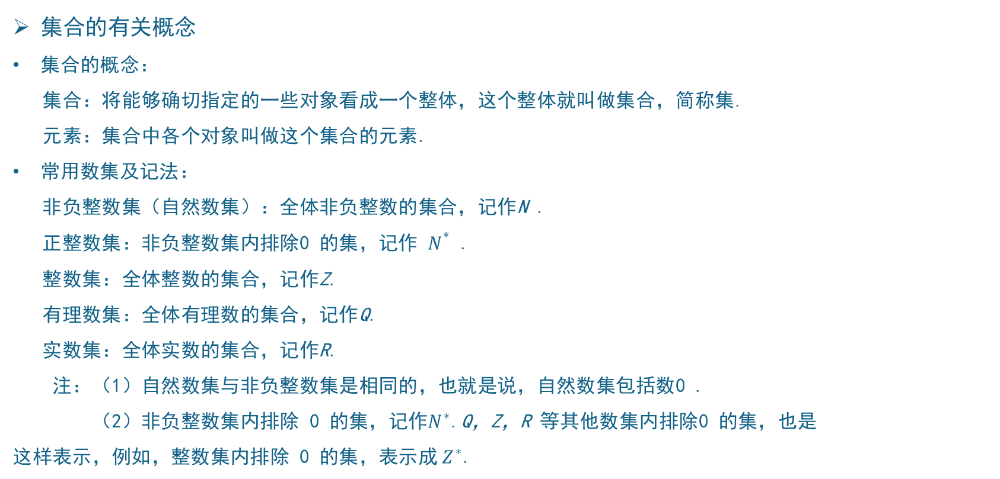 ➢ 集合的有关概念
• 集合的概念：
集合：将能够确切指定的一些对象看成一个整体，这个整体就叫做集合，简称集.
元素：集合中各个对象叫做这个集合的元素.
• 常用数集及记法：
非负整数集（自然数集）：全体非负整数的集合，记作N .
正整数集：非负整数集内排除0 的集，记作 N* .
整数集：全体整数的集合，记作Z.
有理数集：全体有理数的集合，记作Q.
实数集：全体实数的集合，记作R.
注：（1）自然数集与非负整数集是相同的，也就是说，自然数集包括数0 .
（2）非负整数集内排除 0 的集，记作N*. Q，Z，R 等其他数集内排除0 的集，也是
这样表示，例如，整数集内排除 0 的集，表示成 Z*.